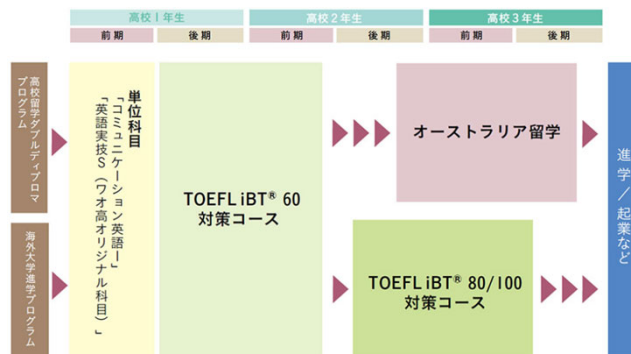 高校1年生
高校2年生
高校3年生
前期
後期
前期
後期
前期
後期
高校留学ダブルディプロマ
プログラム
海外大学進学プログラム
単位科目
「コミュニケーション英語Ⅰ」
「英語実技S(ワオ高オリジナル科目)」
TOEFL iBT® 60
対策コース
オーストラリア留学
TOEFL iBT® 80/100
対策コース
進学/起業など